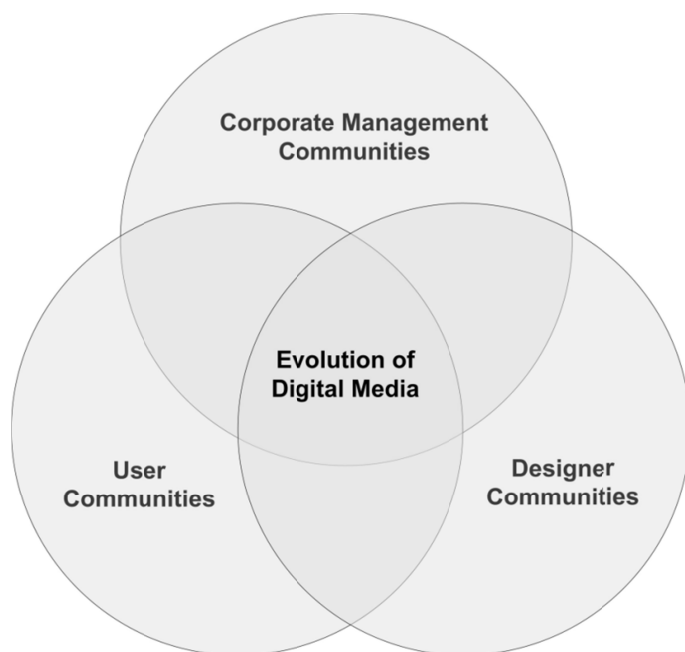 Corporate Management
Communities
Evolution of
Digital Media
User
Communities
Designer
Communities